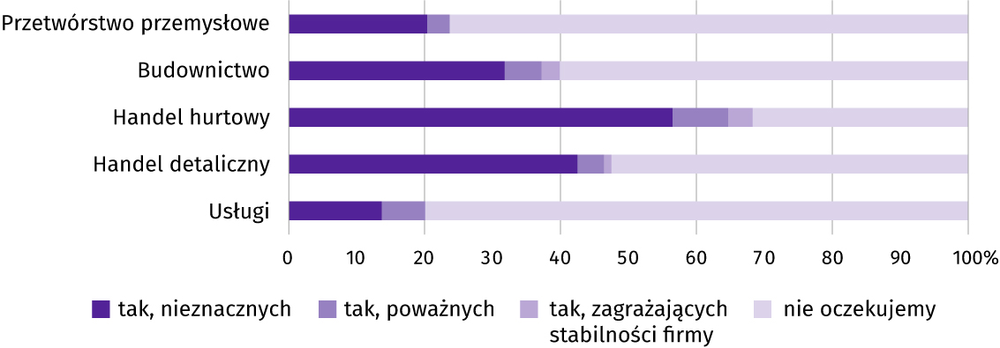 Przetwórstwo przemysłowe
Budownictwo
Handel hurtowy
Handel detaliczny
Usługi
0 10 20 30 40 50 60 70 80 90 100%
tak, nieznacznych tak, poważnych tak, zagrażających nie oczekujemy
stabilności firmy